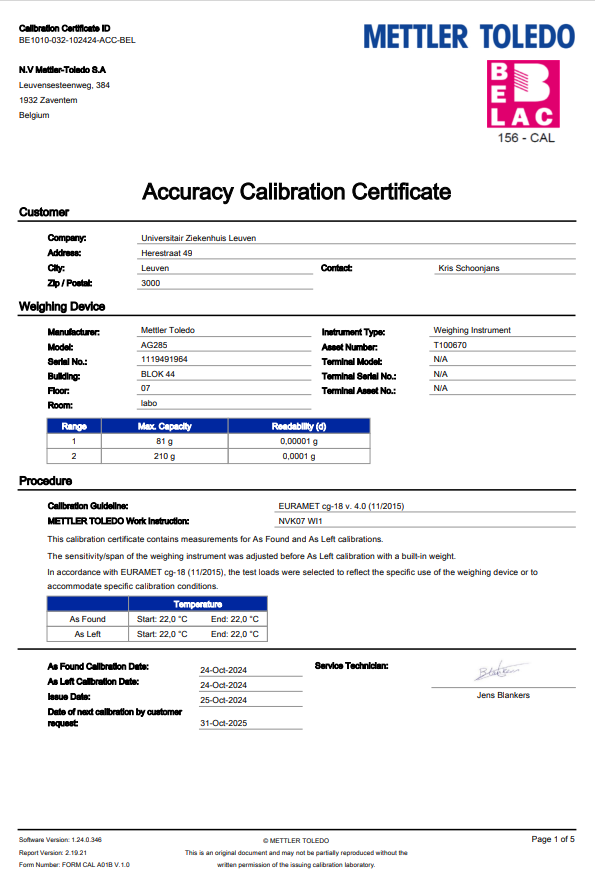 Calibration Certificate ID
BE1010-032-102424-ACC-BEL
METTLER TOLEDO
N.V Mettler-Toledo S.A
Leuvensesteenweg, 384
1932 Zaventem
Belgium
B
E
L A C
156 - CAL
Accuracy Calibration Certificate
Customer
Company: Universitair Ziekenhuis Leuven
Address: Herestraat 49
City: Leuven Contact: Kris Schoonjans
Zip / Postal: 3000
Weighing Device
Manufacturer: Mettler Toledo Instrument Type: Weighing Instrument
Model: AG285 Asset Number: T100670
Serial No.: 1119491964 Terminal Model: N/A
Building: BLOK 44 Terminal Serial No.: N/A
Floor: 07 Terminal Asset No.: N/A
Room: labo
Range Max. Capacity Readability (d)
1 81 g 0,00001 g
2 210 g 0,0001 g
Procedure
Calibration Guideline: EURAMET cg-18 v. 4.0 (11/2015)
METTLER TOLEDO Work Instruction: NVK07 WI1
This calibration certificate contains measurements for As Found and As Left calibrations.
The sensitivity/span of the weighing instrument was adjusted before As Left calibration with a built-in weight.
In accordance with EURAMET cg-18 (11/2015), the test loads were selected to reflect the specific use of the weighing device or to
accommodate specific calibration conditions.
Temperature
As Found Start: 22,0 °C End: 22,0 °C
As Left Start: 22,0 °C End: 22,0 °C
As Found Calibration Date: 24-Oct-2024 Service Technician:
As Left Calibration Date: 24-Oct-2024
Issue Date: 25-Oct-2024 Jens Blankers
Date of next calibration by customer
request: 31-Oct-2025
Software Version: 1.24.0.346 © METTLER TOLEDO Page 1 of 5
Report Version: 2.19.21 This is an original document and may not be partially reproduced without the
Form Number: FORM CAL A01B V.1.0 written permission of the issuing calibration laboratory.